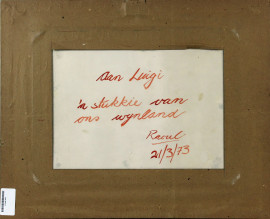 Aan Luigi
'n stukkie van
ons wynland
Raoul
21/3/73